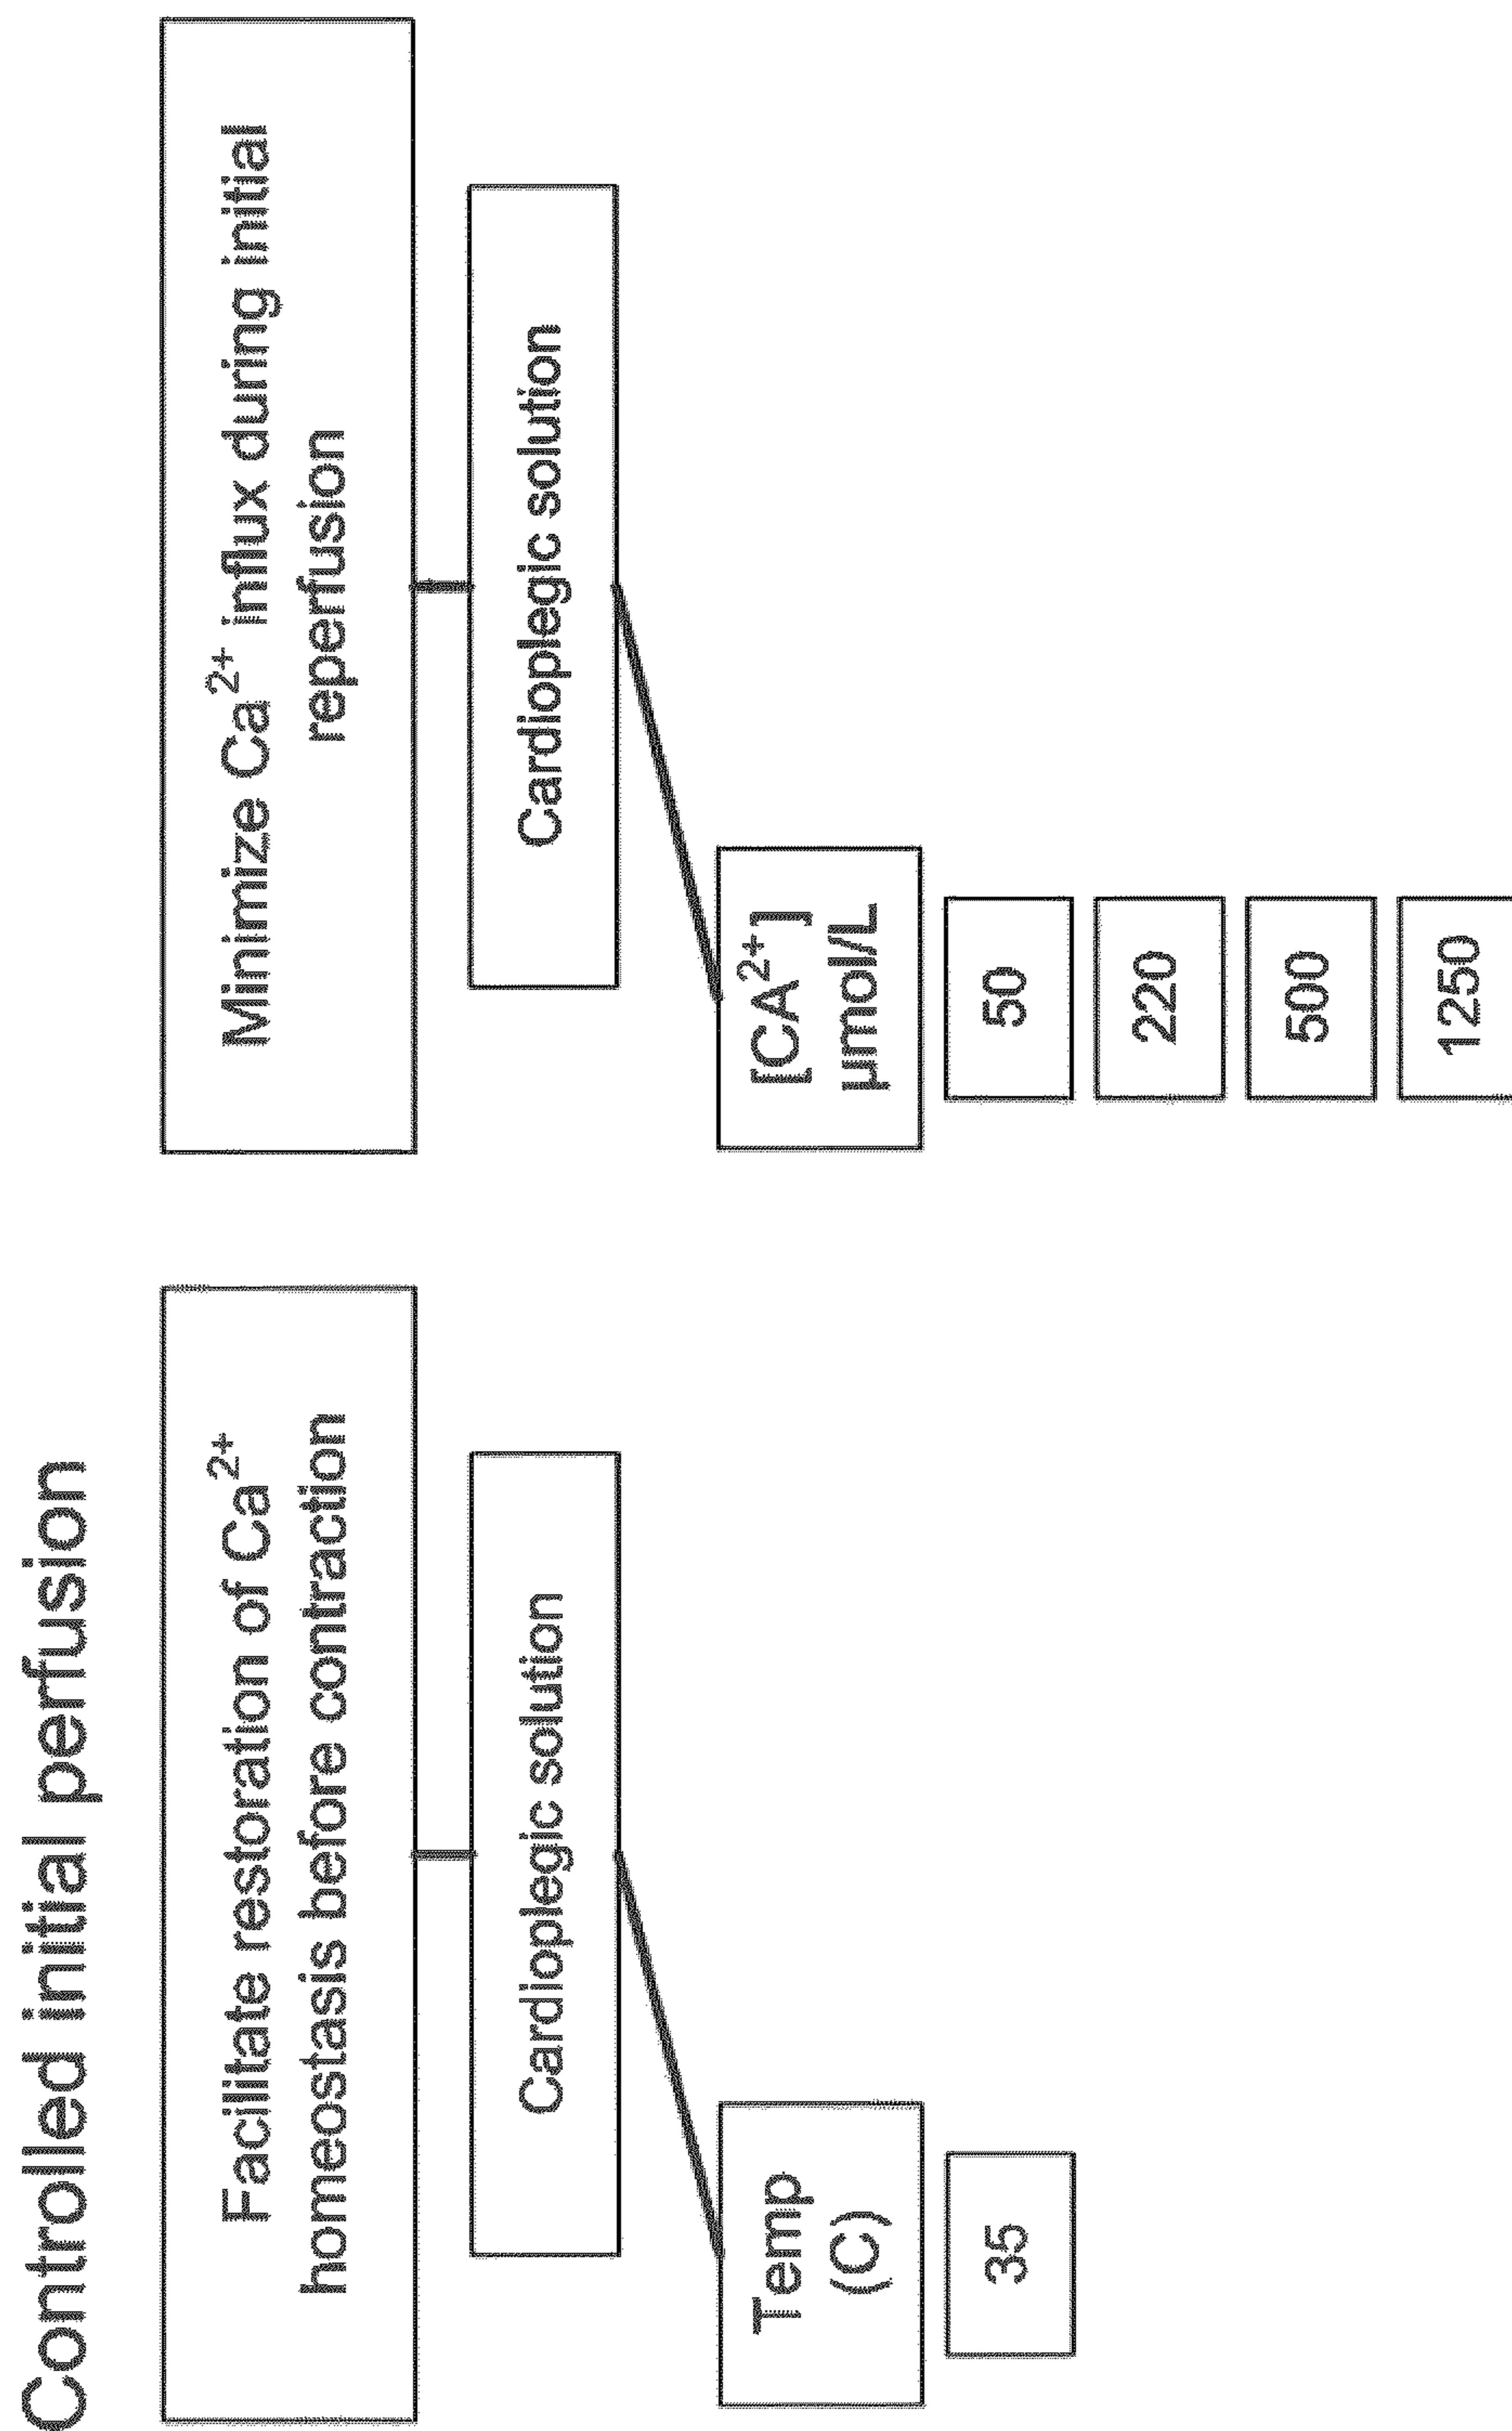 Controlled initial perfusion
Facilitate restoration of Ca²⁺
homeostasis before contraction
Cardioplegic solution
Temp
(C)
35
Minimize Ca²⁺ influx during initial
reperfusion
Cardioplegic solution
[CA²⁺]
µmol/L
50
220
500
1250